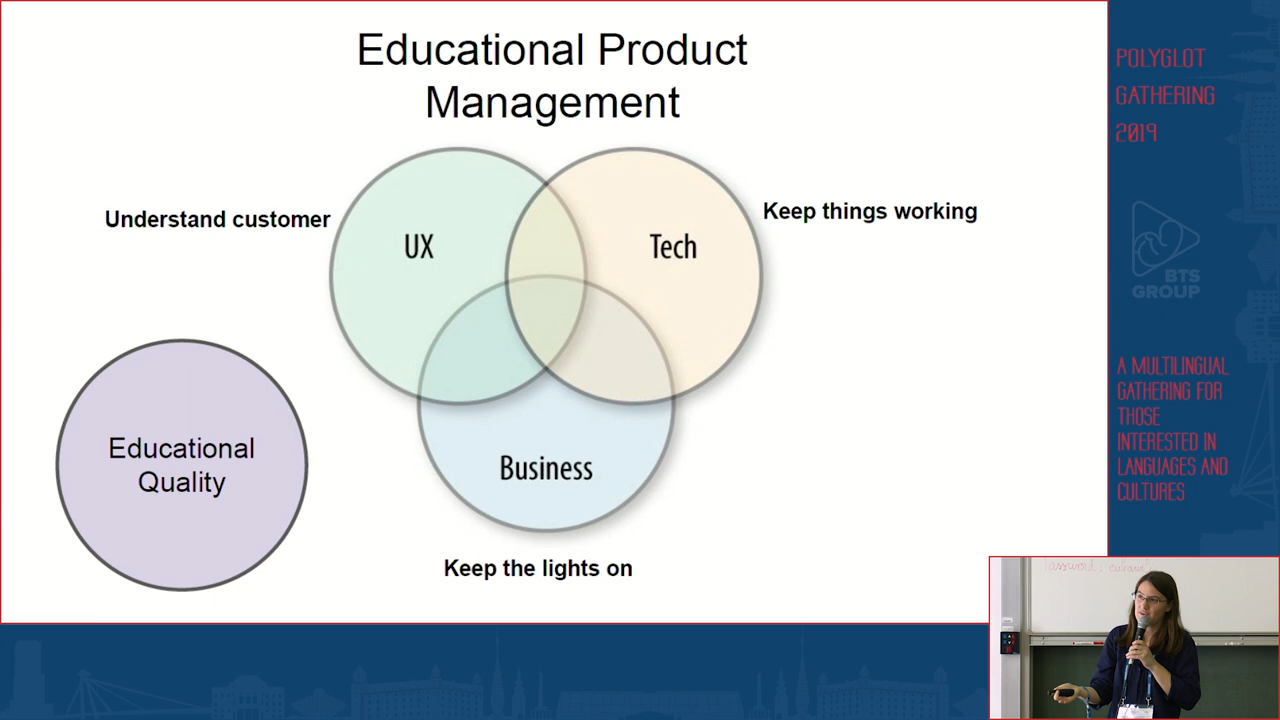 Educational Product
Management
Understand customer
UX
Tech
Keep things working
Educational
Quality
Business
Keep the lights on
POLYGLOT
GATHERING
2019
BTS
GROUP
A MULTILINGUAL
GATHERING FOR
THOSE
INTERESTED IN
LANGUAGES AND
CULTURES